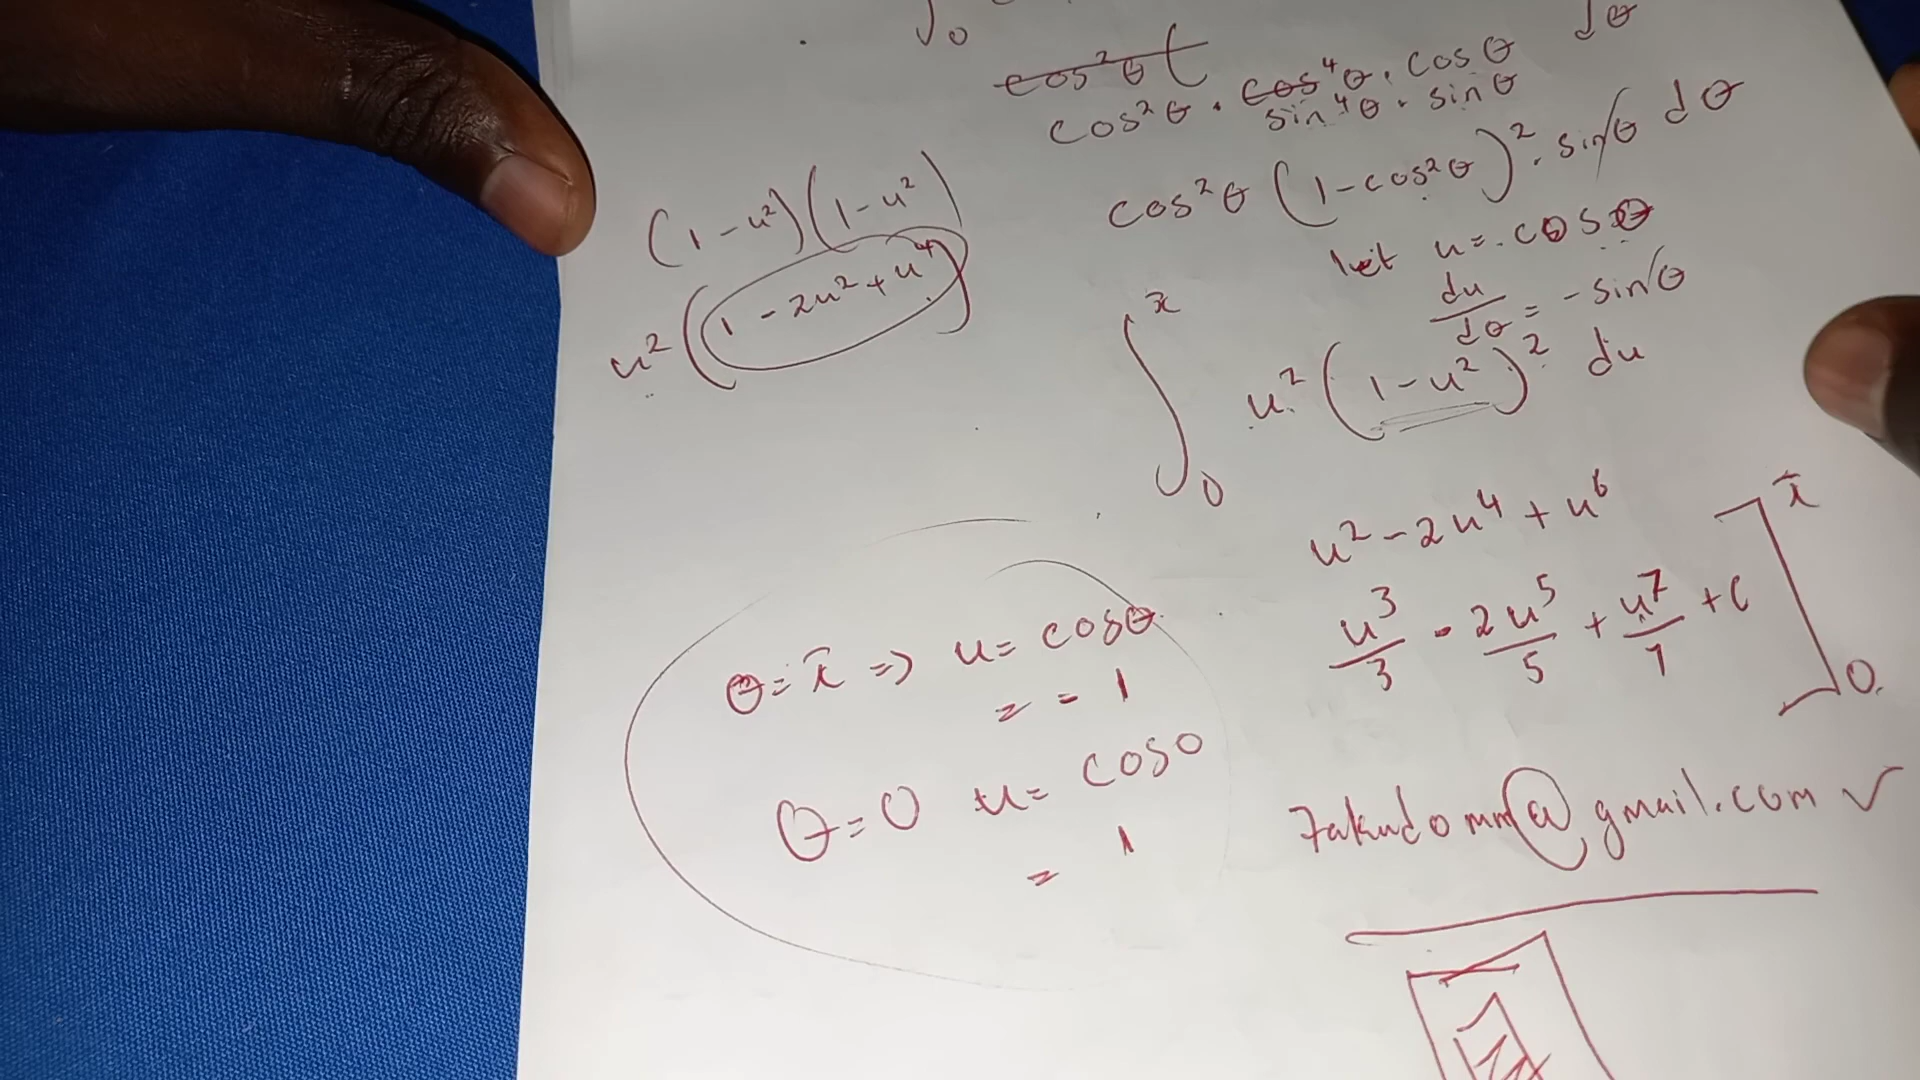 ∫0
cos²θ (
dθ
cos²θ . cos⁴θ . cosθ
sin⁴θ . sinθ
cos²θ (1-cos²θ)² . sinθ dθ
let u = cosθ
du/dθ = -sinθ
(1-u²)(1-u²)
u² (1-2u²+u⁴)
∫0^π u² (1-u²)² du
u²-2u⁴+u⁶
u³/3 - 2u⁵/5 + u⁷/7 + c ]0^π
θ=π => u= cosθ
= -1
θ=0 u= cos0
= 1
@gmail.com ✓